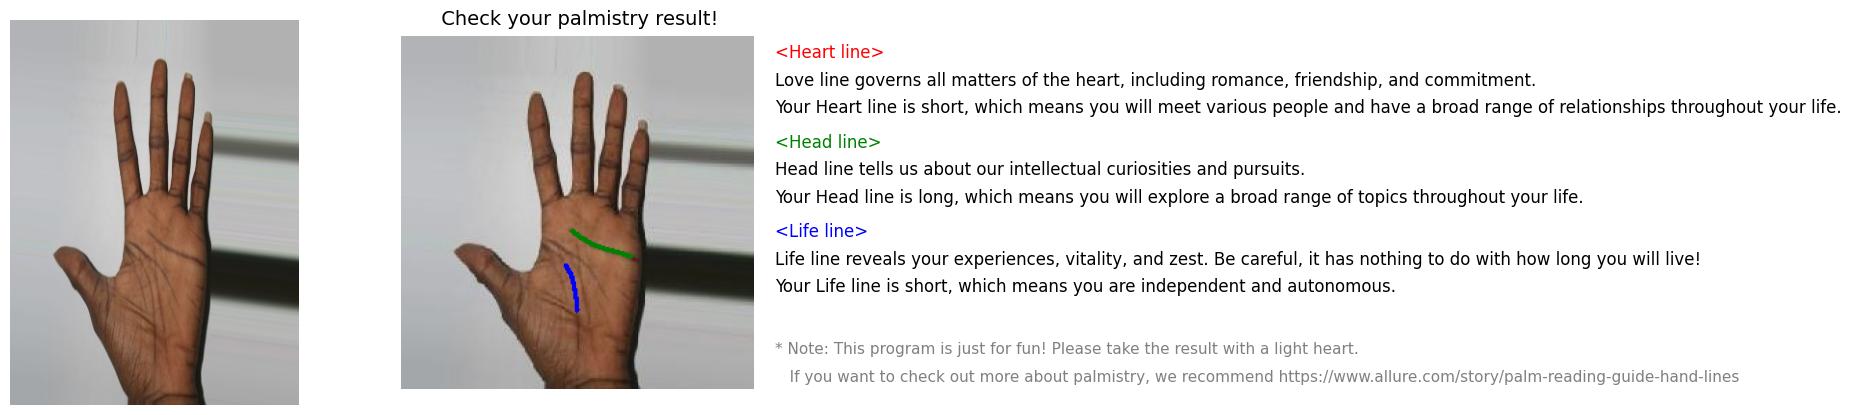 Check your palmistry result!
<Heart line>
Love line governs all matters of the heart, including romance, friendship, and commitment.
Your Heart line is short, which means you will meet various people and have a broad range of relationships throughout your life.
<Head line>
Head line tells us about our intellectual curiosities and pursuits.
Your Head line is long, which means you will explore a broad range of topics throughout your life.
<Life line>
Life line reveals your experiences, vitality, and zest. Be careful, it has nothing to do with how long you will live!
Your Life line is short, which means you are independent and autonomous.
* Note: This program is just for fun! Please take the result with a light heart.
If you want to check out more about palmistry, we recommend https://www.allure.com/story/palm-reading-guide-hand-lines